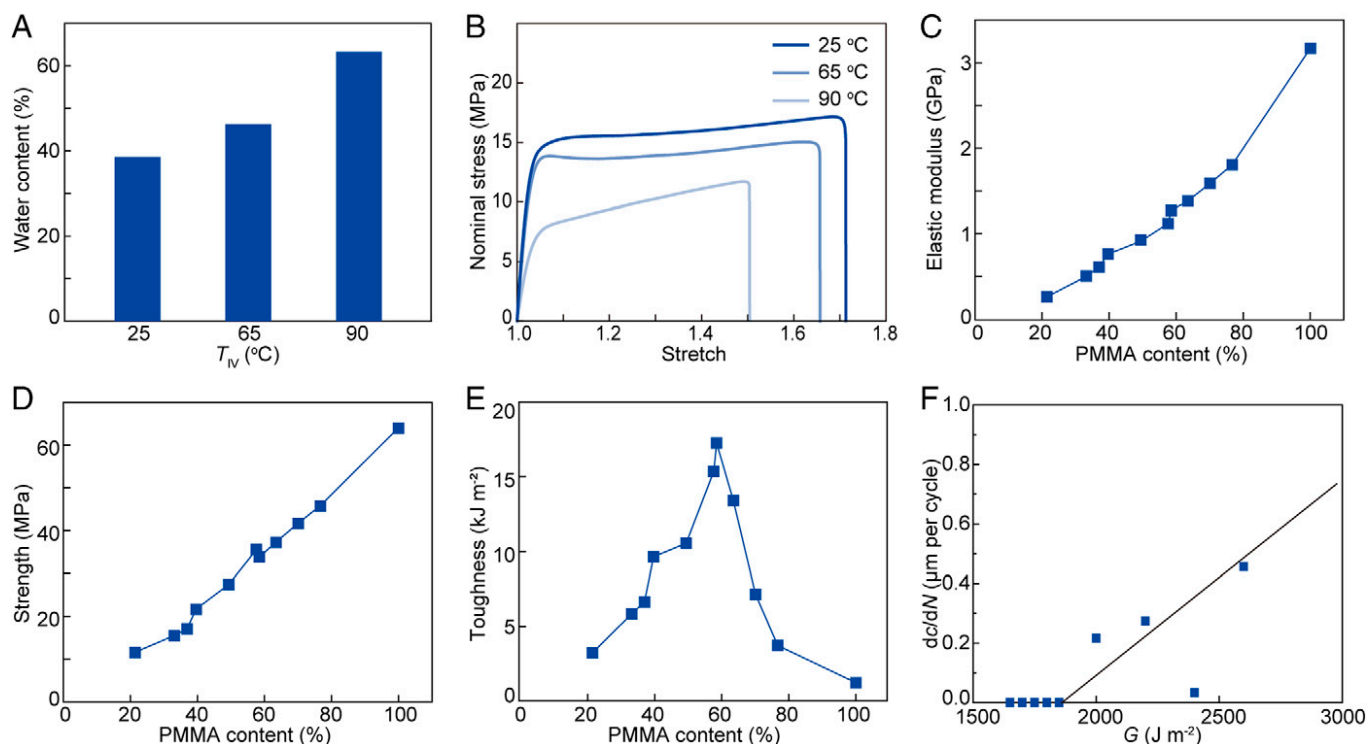 A
Water content (%)
60
40
20
0
25 65 90
T_IV (°C)
B
Nominal stress (MPa)
20
15
10
5
0
25 °C
65 °C
90 °C
1.0 1.2 1.4 1.6 1.8
Stretch
C
Elastic modulus (GPa)
3
2
1
0
0 20 40 60 80 100
PMMA content (%)
D
Strength (MPa)
60
40
20
0
0 20 40 60 80 100
PMMA content (%)
E
Toughness (kJ m⁻²)
20
15
10
5
0
0 20 40 60 80 100
PMMA content (%)
F
dc/dN (μm per cycle)
1.0
0.8
0.6
0.4
0.2
0.0
1500 2000 2500 3000
G (J m⁻²)